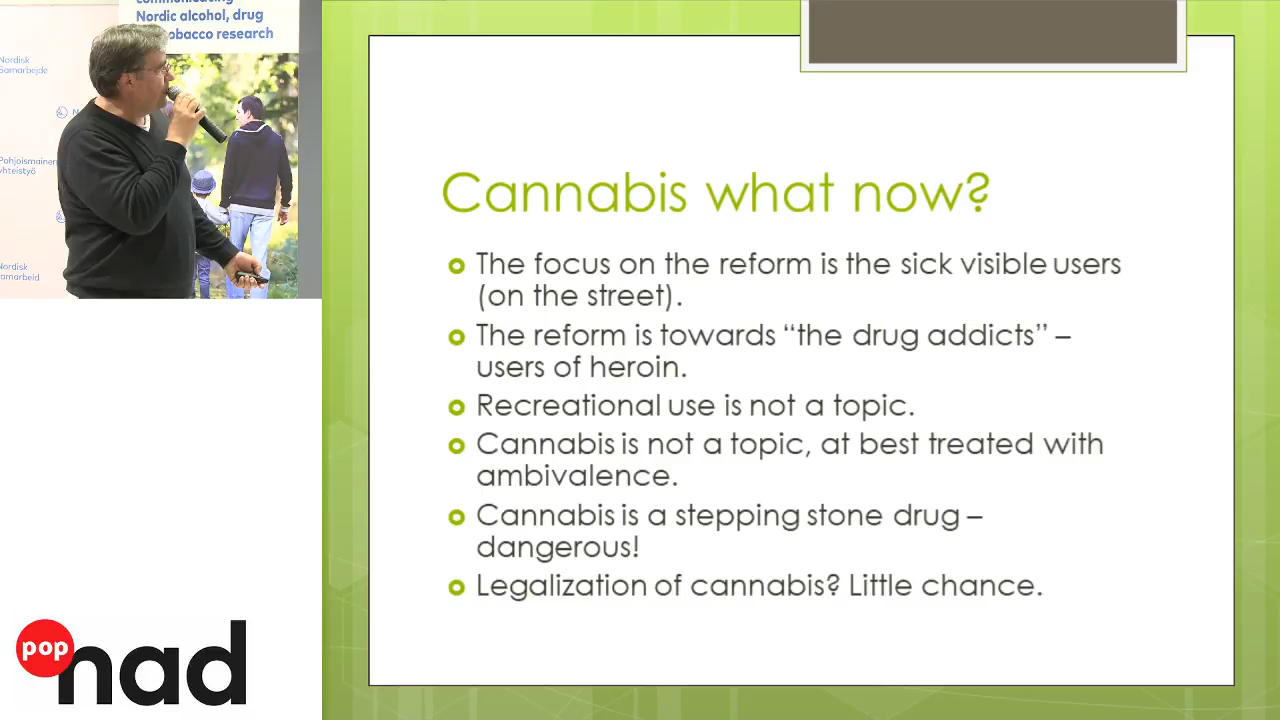 communicating
Nordic alcohol, drug
obacco research
Nordisk
Samarbejde
N
Pohjoismainen
yhteistyö
Nordisk
amarbeid
Cannabis what now?
The focus on the reform is the sick visible users
(on the street).
The reform is towards “the drug addicts” –
users of heroin.
Recreational use is not a topic.
Cannabis is not a topic, at best treated with
ambivalence.
Cannabis is a stepping stone drug –
dangerous!
Legalization of cannabis? Little chance.
pop
nad